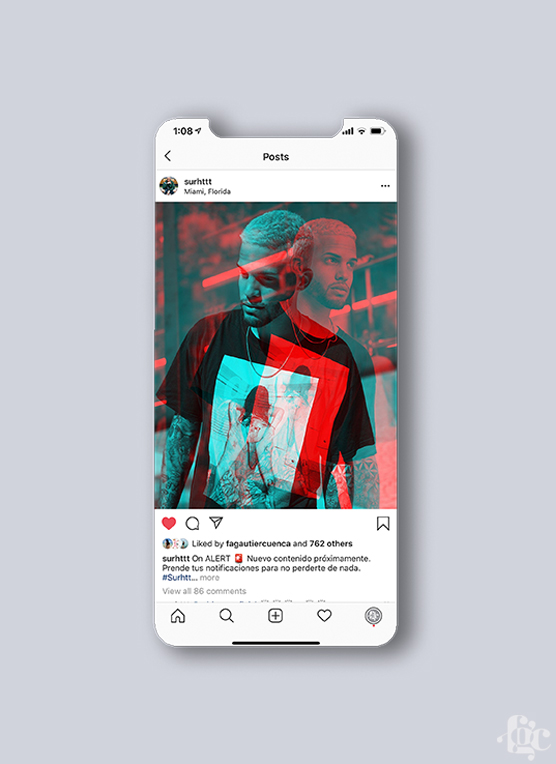 1:08
Posts
surhttt
Miami, Florida
Liked by fagautiercuenca and 762 others
surhttt On ALERT 🚨 Nuevo contenido próximamente.
Prende tus notificaciones para no perderte de nada.
#Surhtt... more
View all 86 comments
fgc